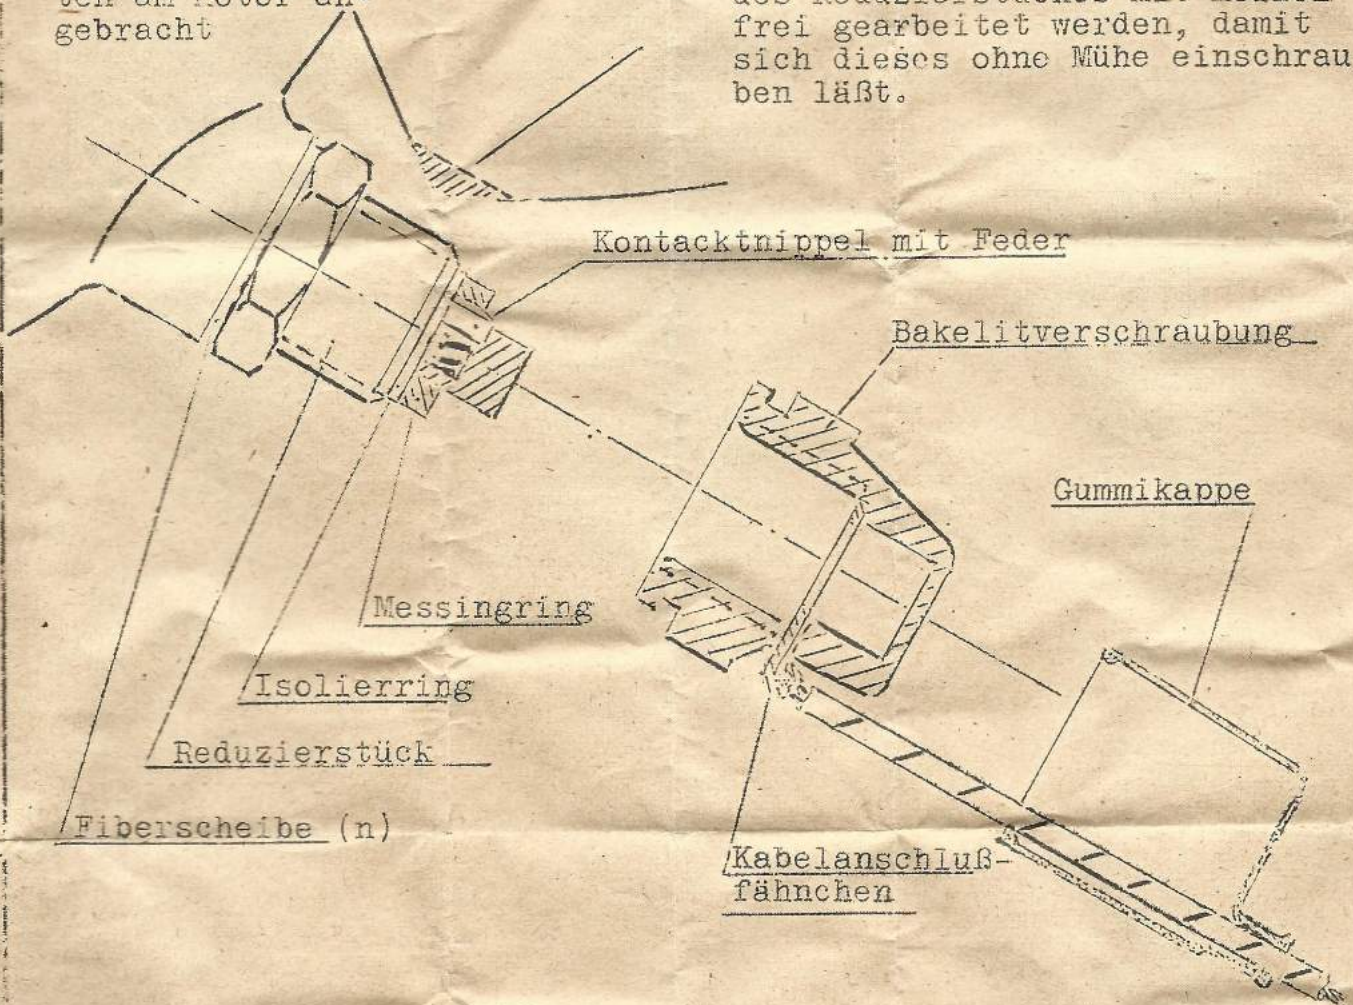 gebracht
frei gearbeitet werden, damit
sich dieses ohne Mühe einschrau
ben läßt.
Kontacktnippel mit Feder
Bakelitverschraubung
Gummikappe
Messingring
Isolierring
Reduzierstück
Fiberscheibe (n)
Kabelanschluß-
fähnchen